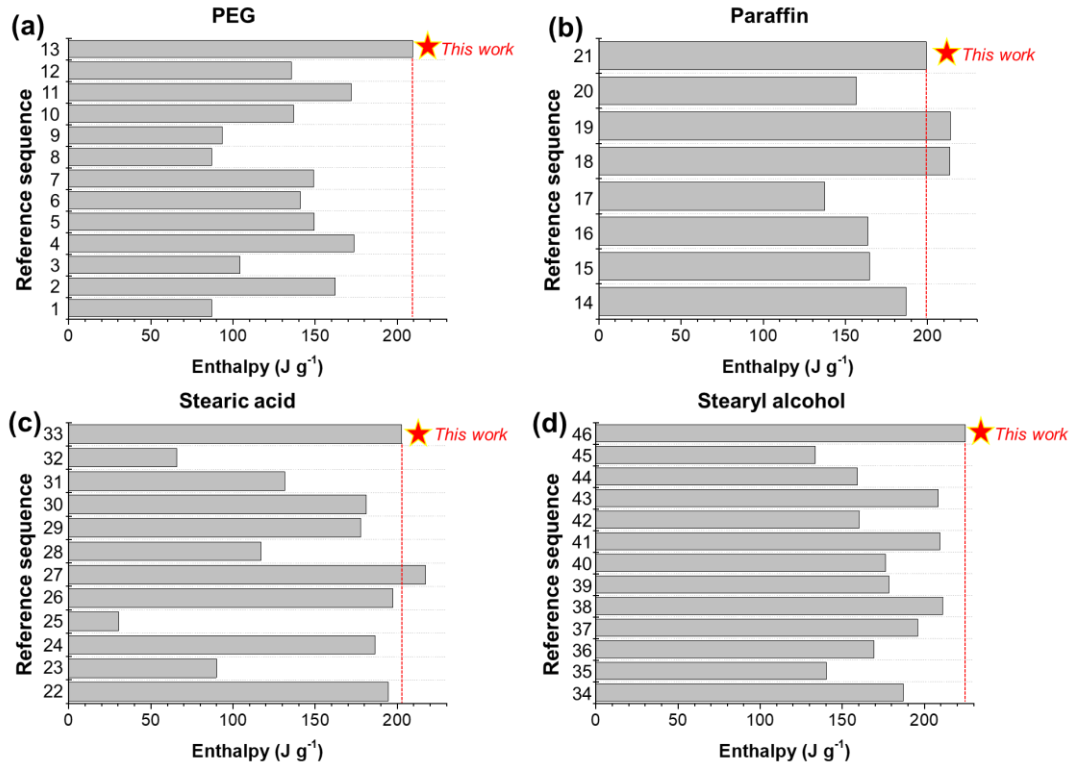 (a)
PEG
Reference sequence
13
12
11
10
9
8
7
6
5
4
3
2
1
This work
0 50 100 150 200
Enthalpy (J g⁻¹)
(b)
Paraffin
Reference sequence
21
20
19
18
17
16
15
14
This work
0 50 100 150 200
Enthalpy (J g⁻¹)
(c)
Stearic acid
Reference sequence
33
32
31
30
29
28
27
26
25
24
23
22
This work
0 50 100 150 200
Enthalpy (J g⁻¹)
(d)
Stearyl alcohol
Reference sequence
46
45
44
43
42
41
40
39
38
37
36
35
34
This work
0 50 100 150 200
Enthalpy (J g⁻¹)